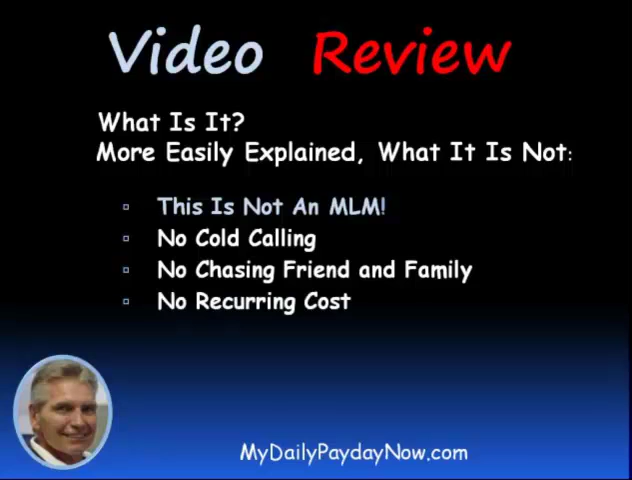 Video Review
What Is It?
More Easily Explained, What It Is Not:
This Is Not An MLM!
No Cold Calling
No Chasing Friend and Family
No Recurring Cost
MyDailyPaydayNow.com